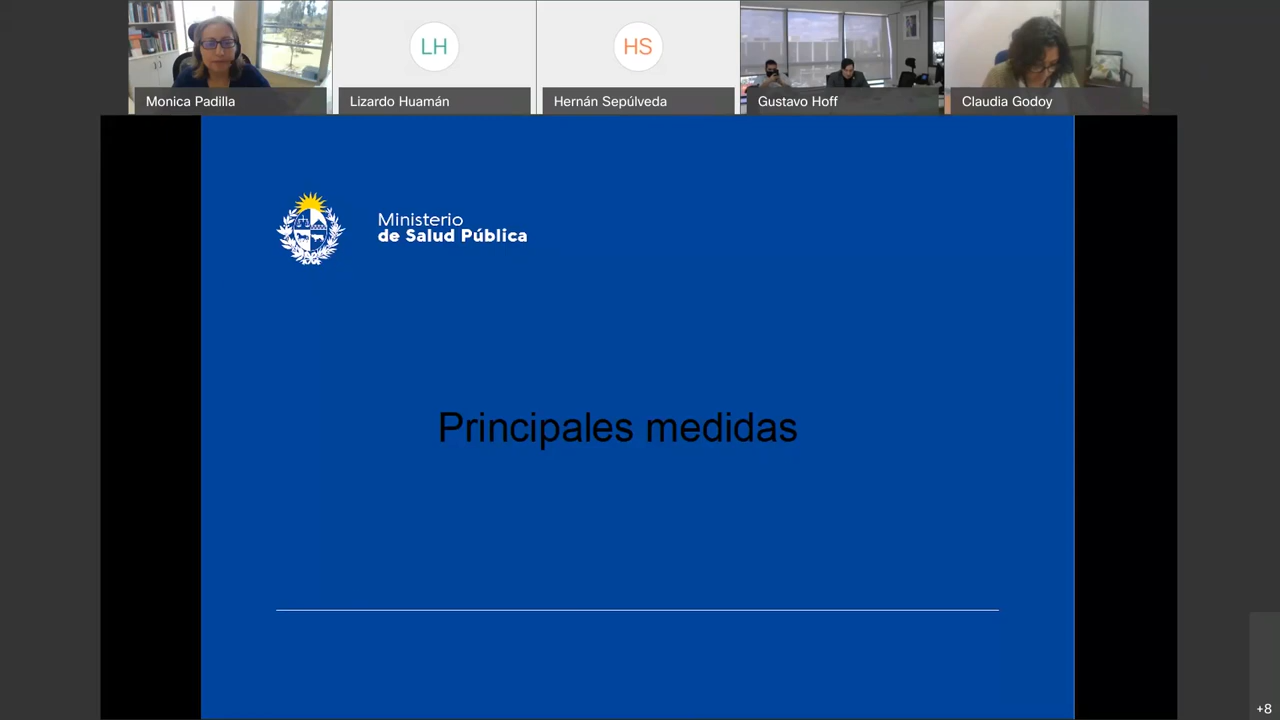 Monica Padilla
LH
Lizardo Huamán
HS
Hernán Sepúlveda
Gustavo Hoff
Claudia Godoy
Ministerio
de Salud Pública
Principales medidas
+8